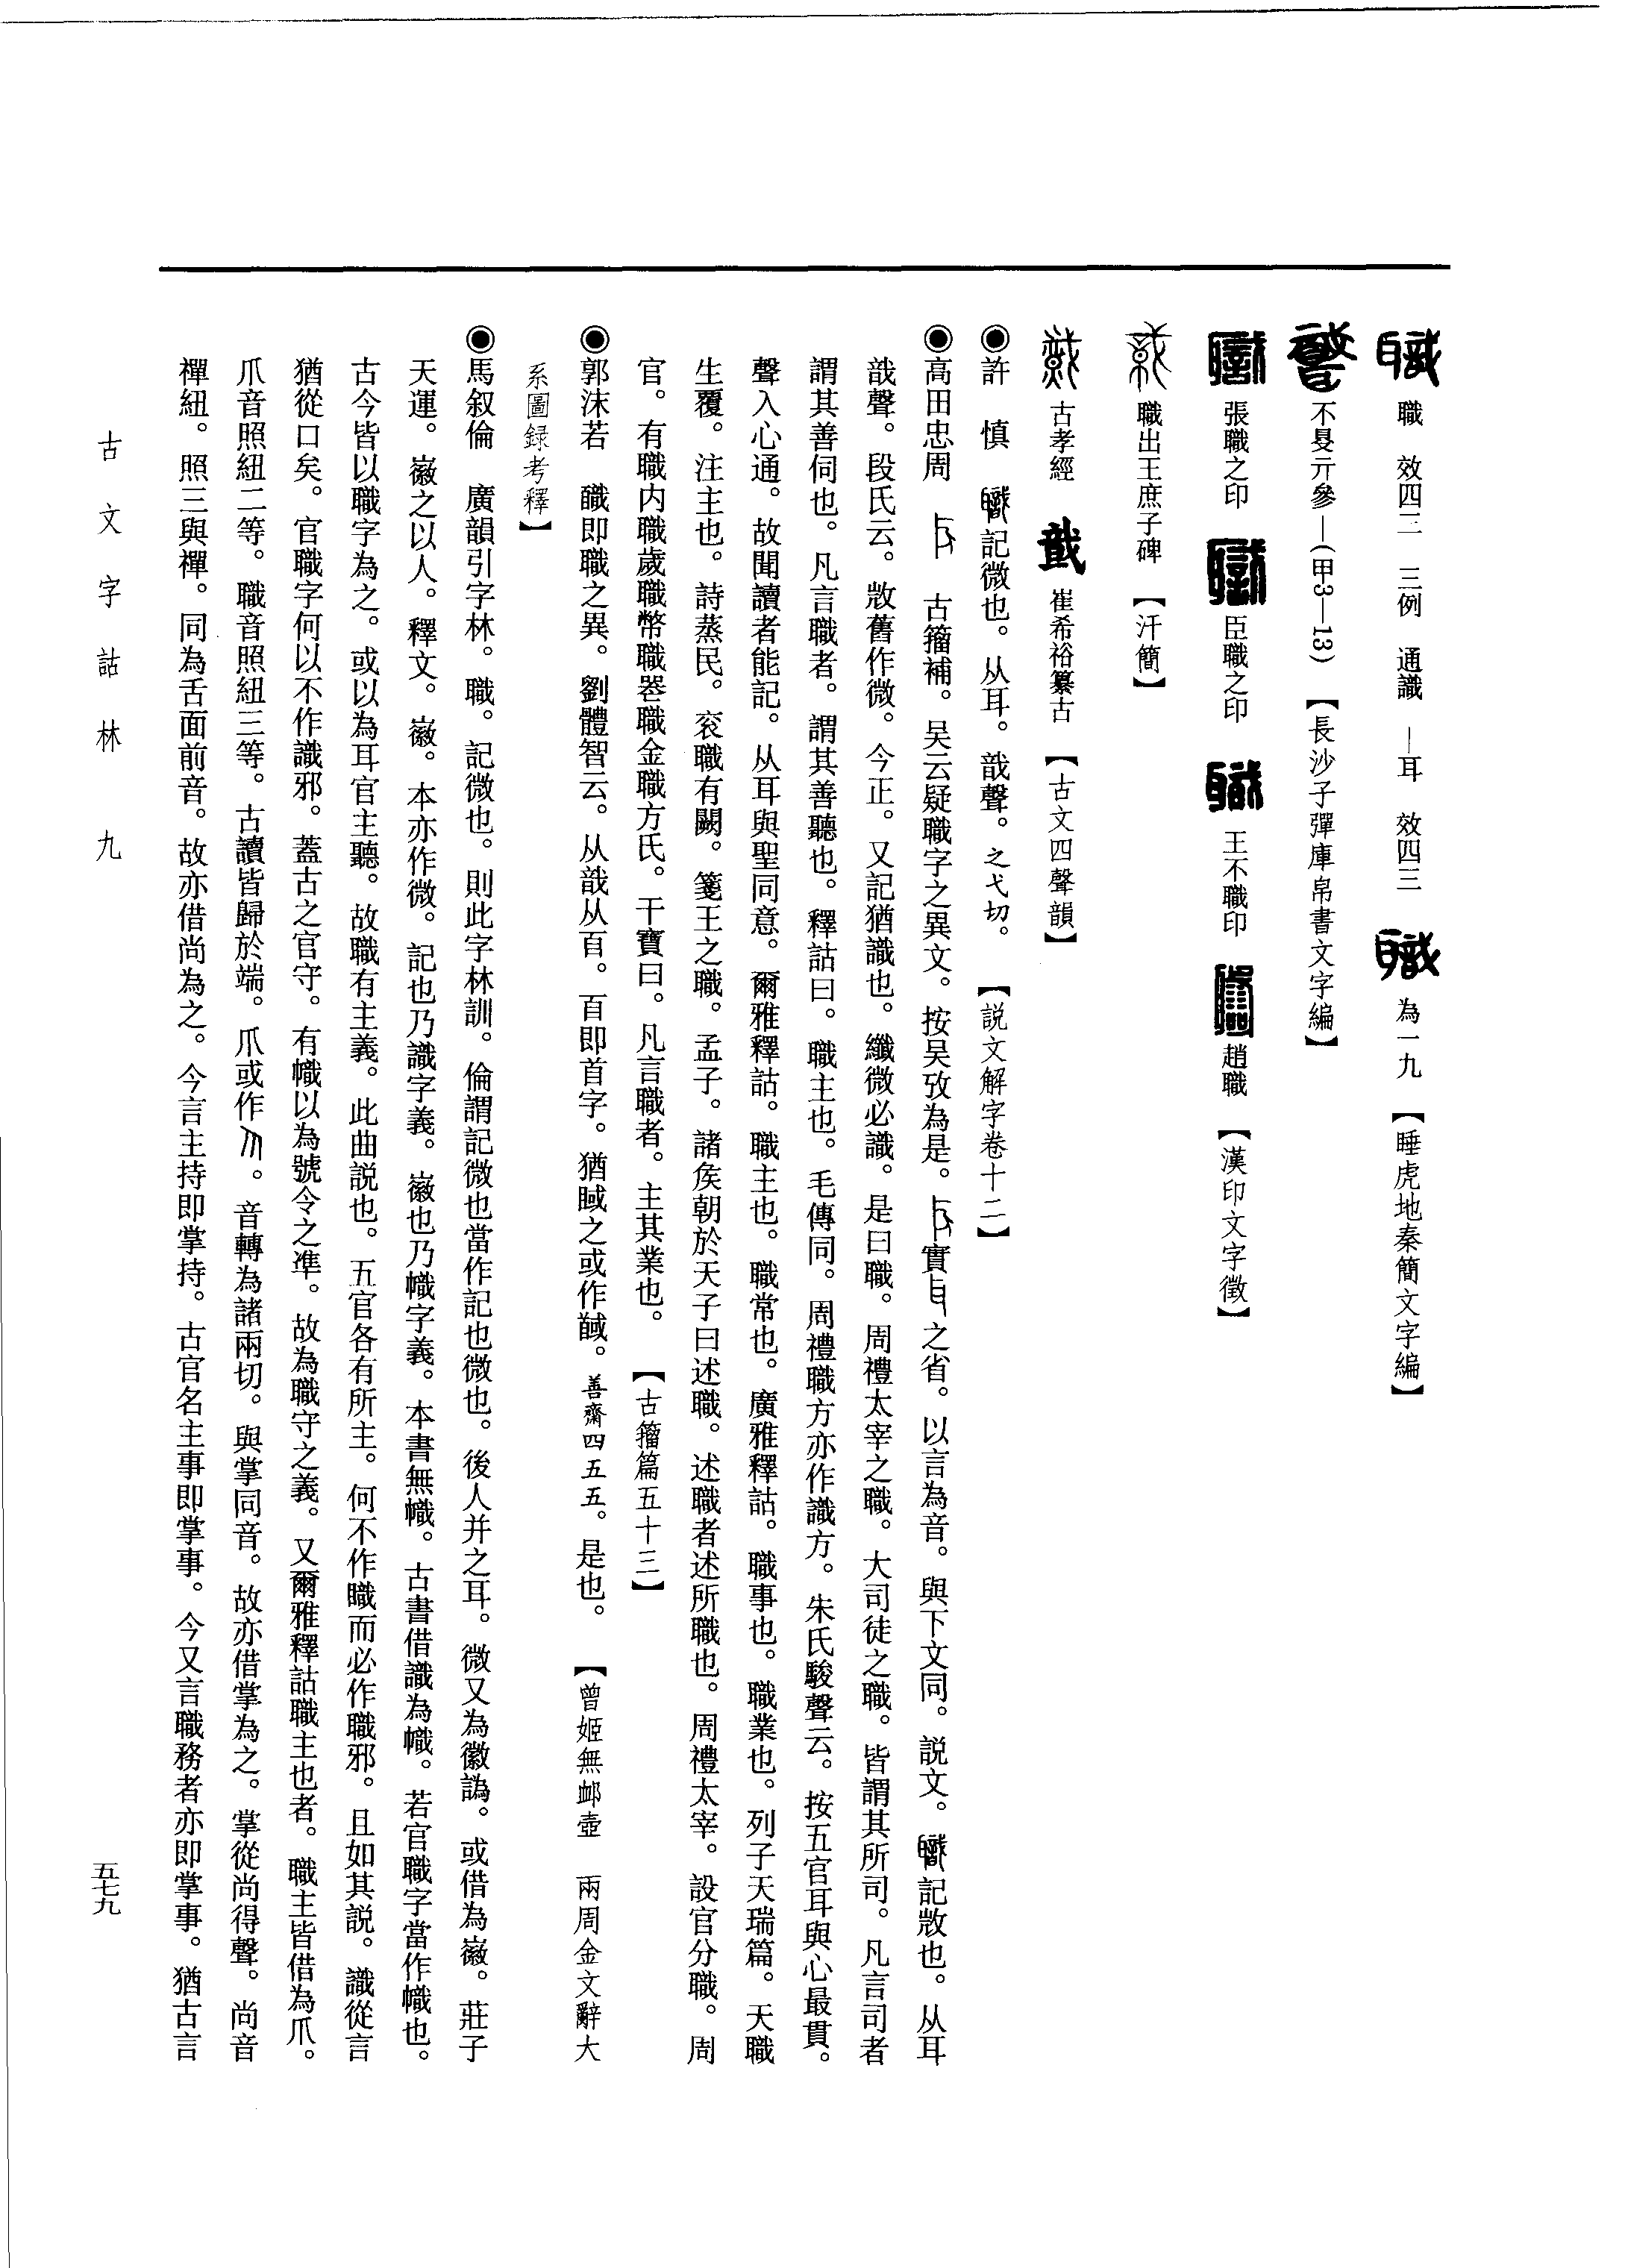 職　效四三　三例　通識　—耳　效四三　為一九　【睡虎地秦簡文字編】
不旻亓參—(甲3—13)　【長沙子彈庫帛書文字編】
張職之印　臣職之印　王不職印　趙職　【漢印文字徵】
職出王庶子碑　【汗簡】
古孝經　崔希裕纂古　【古文四聲韻】
◉許　慎　記微也。从耳。戠聲。之弋切。　【説文解字卷十二】
◉高田忠周　古籀補。吴云疑職字之異文。按吴攷為是。實之省。以言為音。與下文同。説文。記𢼸也。从耳
戠聲。段氏云。𢼸舊作微。今正。又記猶識也。纖微必識。是曰職。周禮太宰之職。大司徒之職。皆謂其所司。凡言司者
謂其善伺也。凡言職者。謂其善聽也。釋詁曰。職主也。毛傳同。周禮職方亦作識方。朱氏駿聲云。按五官耳與心最貫。
聲入心通。故聞讀者能記。从耳與聖同意。爾雅釋詁。職主也。職常也。廣雅釋詁。職事也。職業也。列子天瑞篇。天職
生覆。注主也。詩蒸民。衮職有闕。箋王之職。孟子。諸矦朝於天子曰述職。述職者述所職也。周禮太宰。設官分職。周
官。有職内職歲職幣職喪職金職方氏。干寶曰。凡言職者。主其業也。　【古籀篇五十三】
◉郭沫若　䤋即職之異。劉體智云。从戠从百。百即首字。猶聝之或作馘。善齋四五五。是也。　【曾姬無卹壺　兩周金文辭大
系圖録考釋】
◉馬叙倫　廣韻引字林。職。記微也。則此字林訓。倫謂記微也當作記也微也。後人并之耳。微又為徽譌。或借為㣲。莊子
天運。㣲之以人。釋文。㣲。本亦作微。記也乃識字義。㣲也乃幟字義。本書無幟。古書借識為幟。若官職字當作幟也。
古今皆以職字為之。或以為耳官主聽。故職有主義。此曲説也。五官各有所主。何不作䁊而必作職邪。且如其説。識從言
猶從口矣。官職字何以不作識邪。蓋古之官守。有幟以為號令之準。故為職守之義。又爾雅釋詁職主也者。職主皆借為爪。
爪音照紐二等。職音照紐三等。古讀皆歸於端。爪或作。音轉為諸兩切。與掌同音。故亦借掌為之。掌從尚得聲。尚音
禪紐。照三與禪。同為舌面前音。故亦借尚為之。今言主持即掌持。古官名主事即掌事。今又言職務者亦即掌事。猶古言
古文字詁林　九
五七九